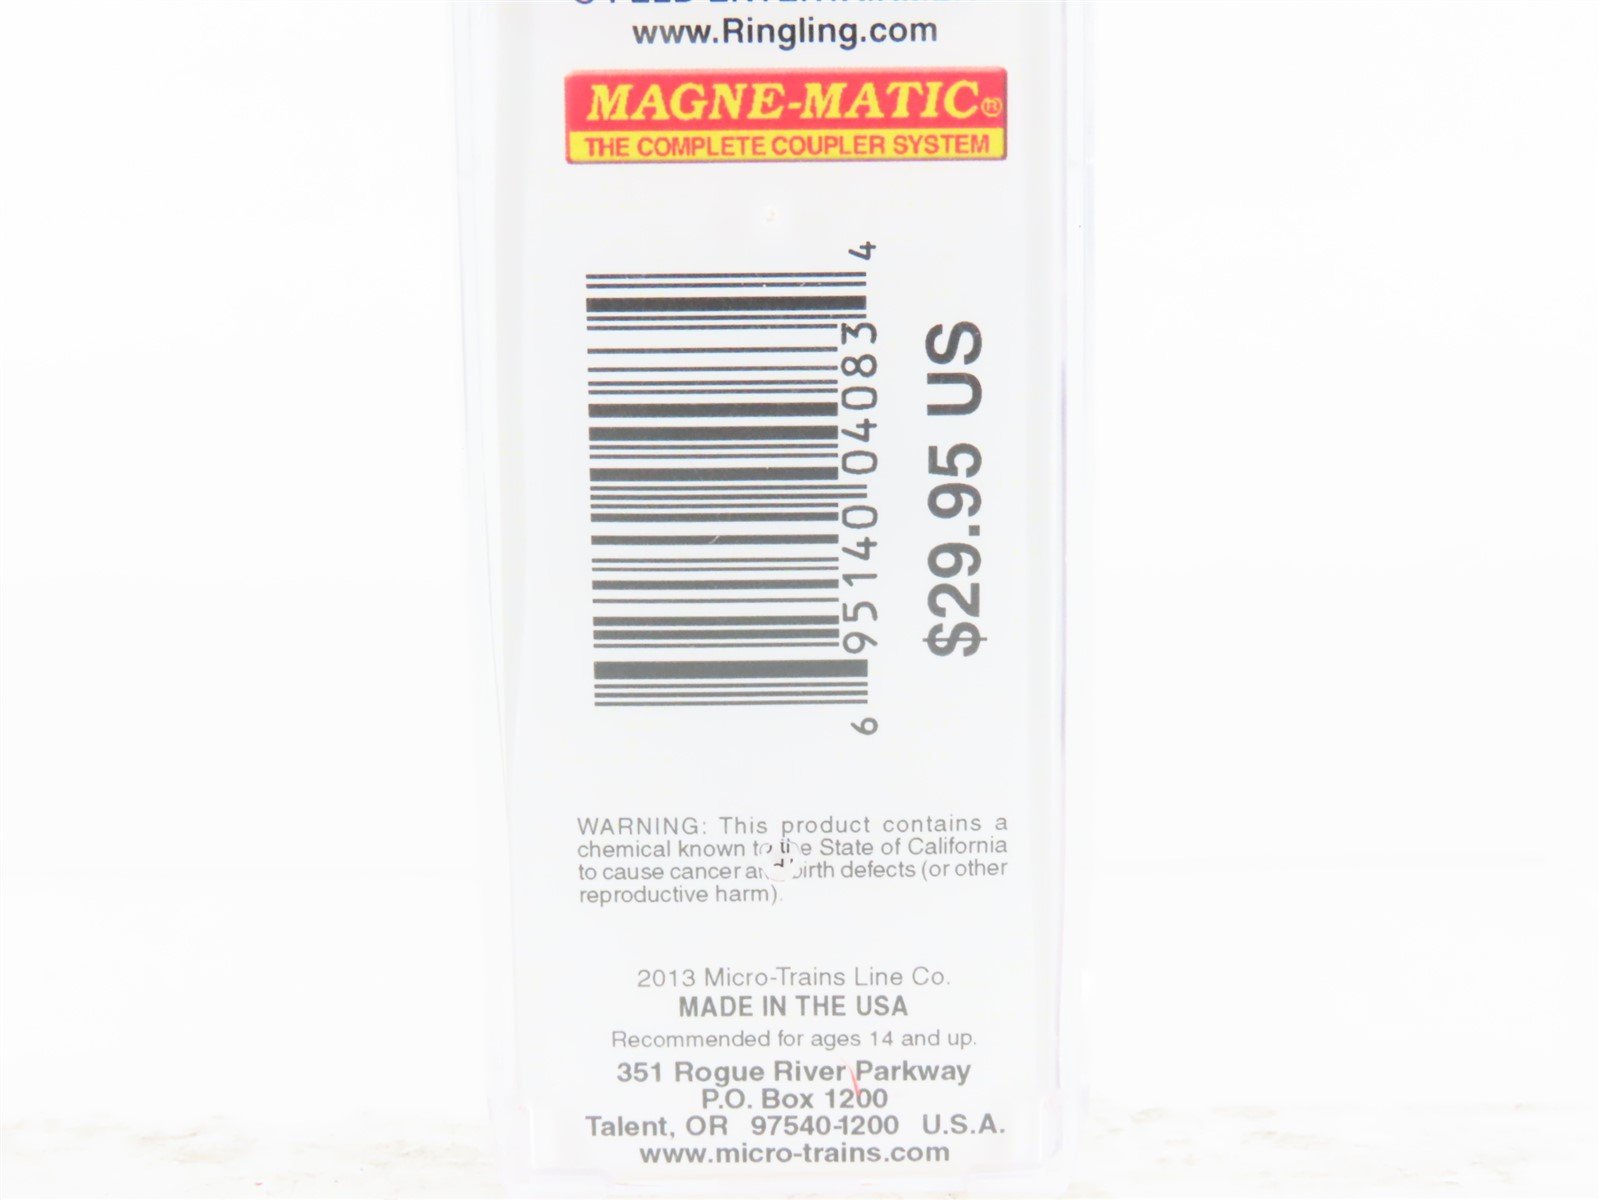 www.Ringling.com
MAGNE-MATIC®
THE COMPLETE COUPLER SYSTEM
6 95140 04083 4
$29.95 US
WARNING: This product contains a
chemical known to the State of California
to cause cancer and birth defects (or other
reproductive harm).
2013 Micro-Trains Line Co.
MADE IN THE USA
Recommended for ages 14 and up.
351 Rogue River Parkway
P.O. Box 1200
Talent, OR 97540-1200 U.S.A.
www.micro-trains.com